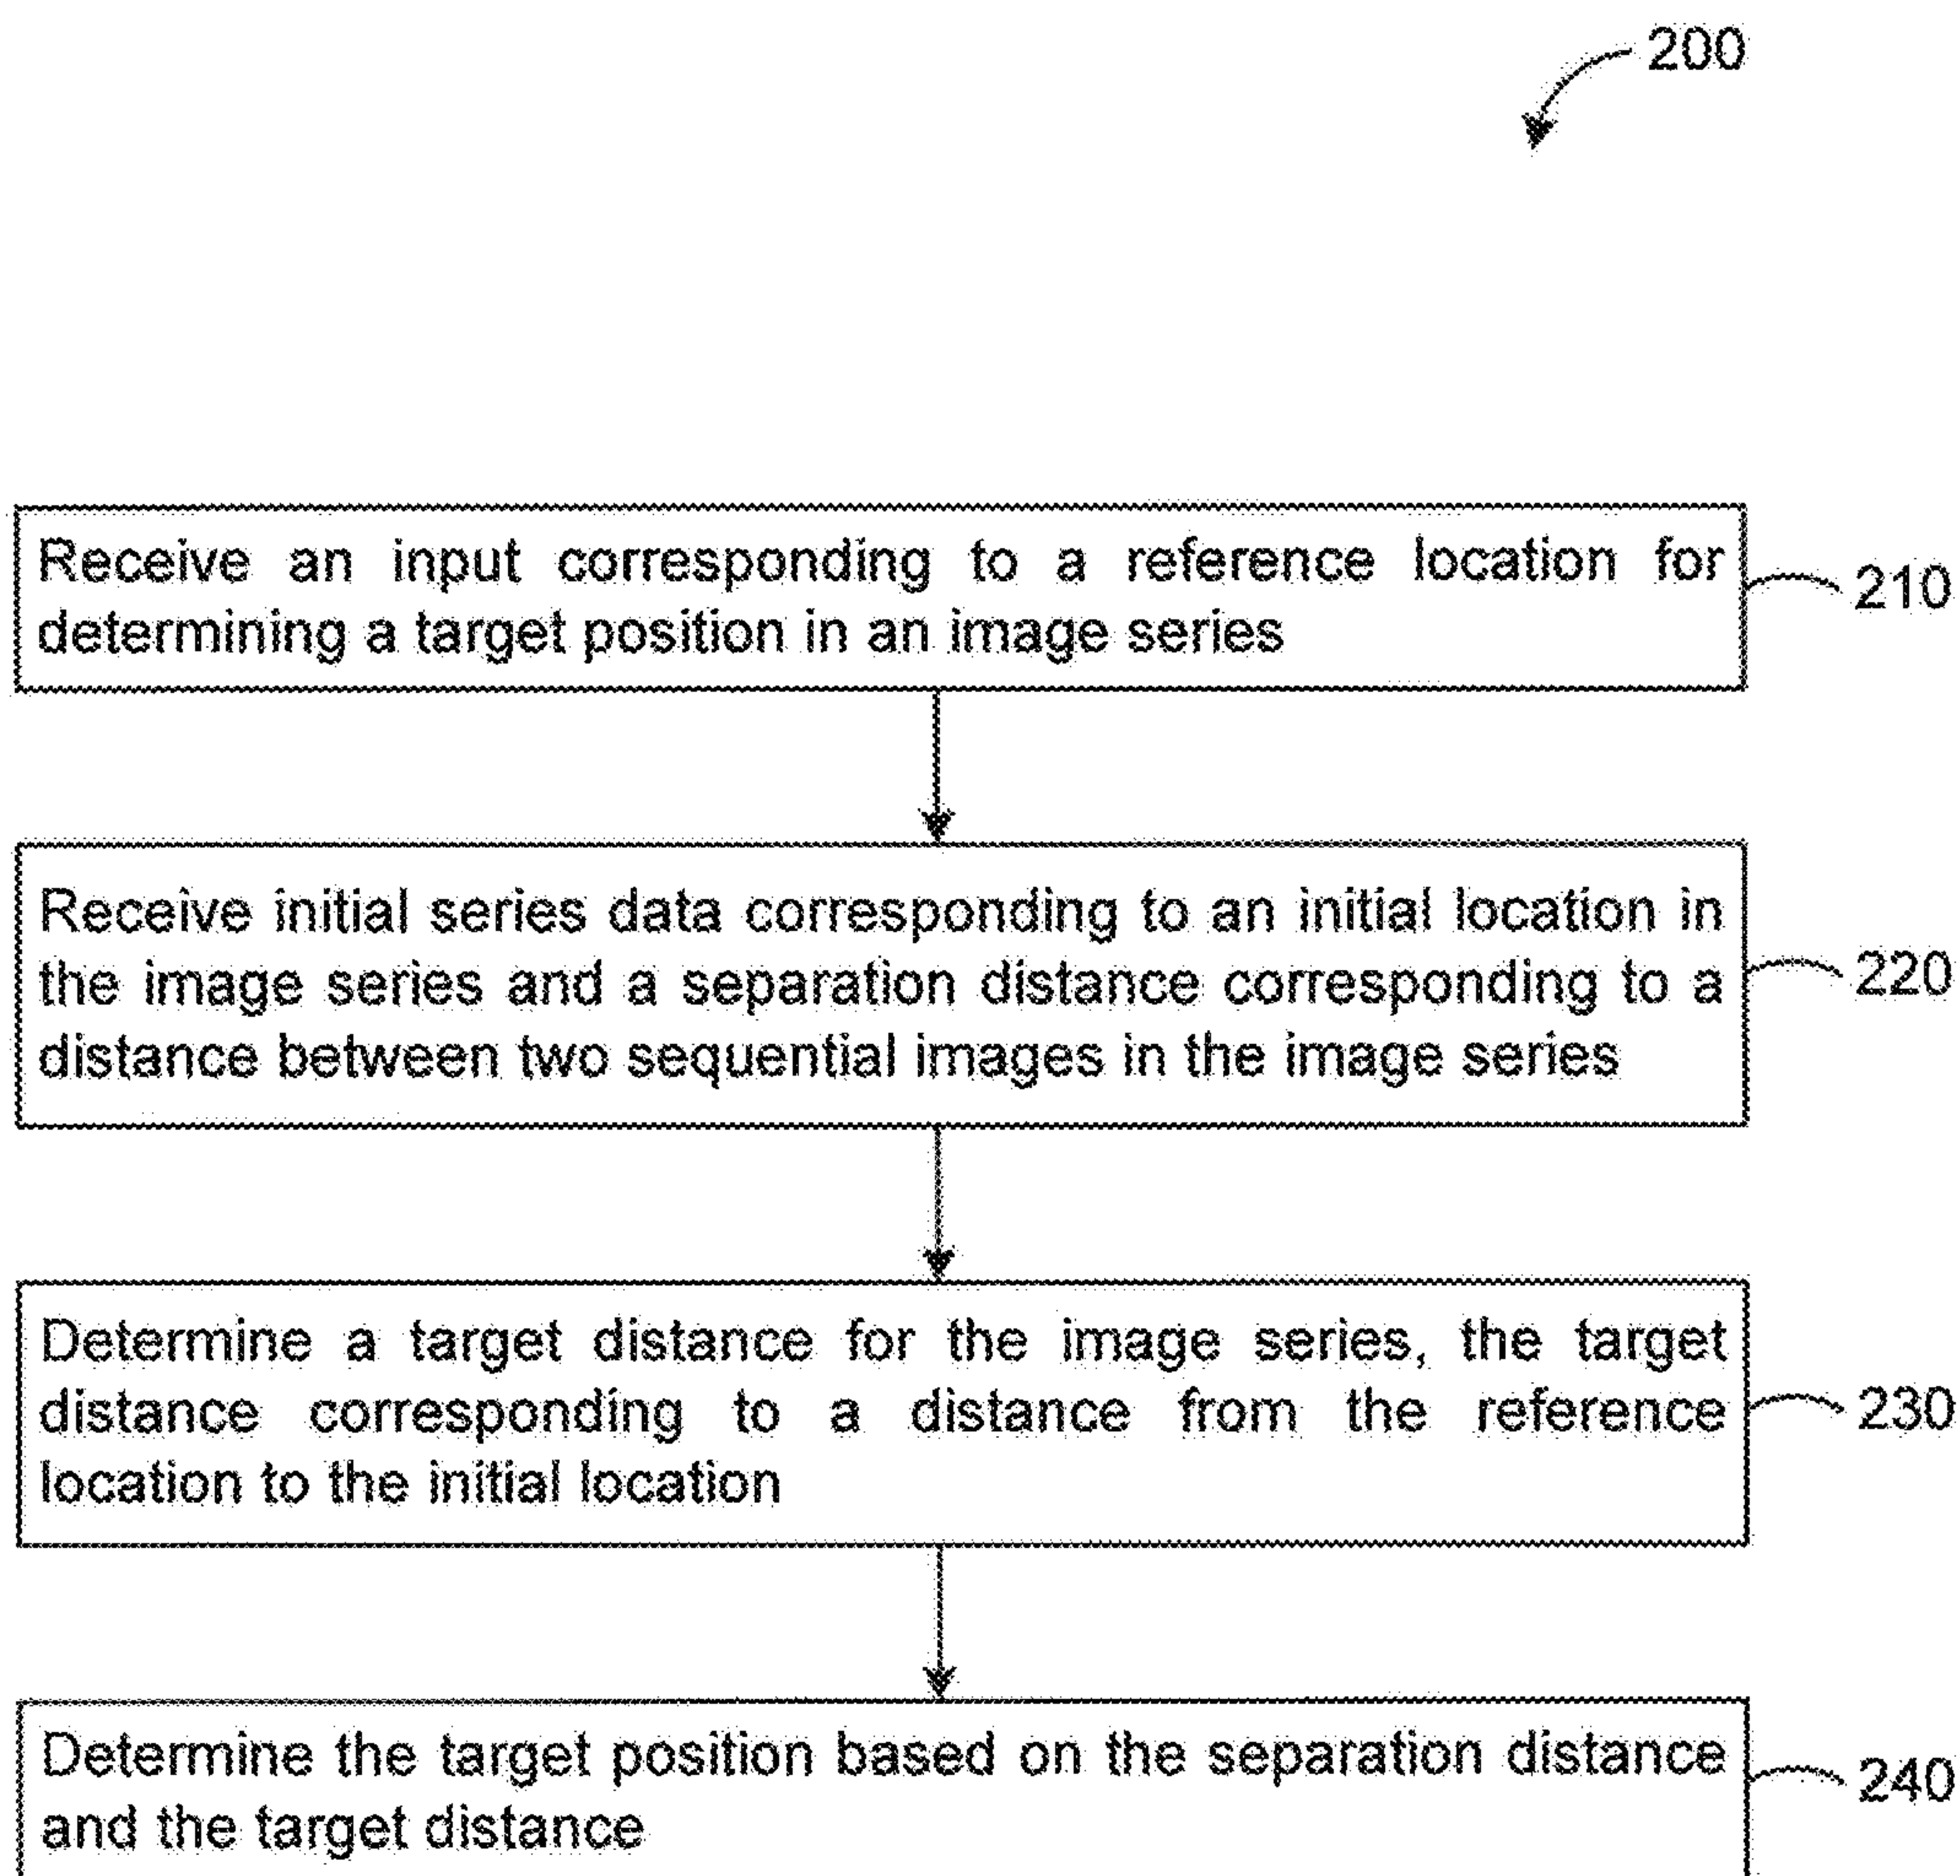 200
Receive an input corresponding to a reference location for
determining a target position in an image series
210
Receive initial series data corresponding to an initial location in
the image series and a separation distance corresponding to a
distance between two sequential images in the image series
220
Determine a target distance for the image series, the target
distance corresponding to a distance from the reference
location to the initial location
230
Determine the target position based on the separation distance
and the target distance
240